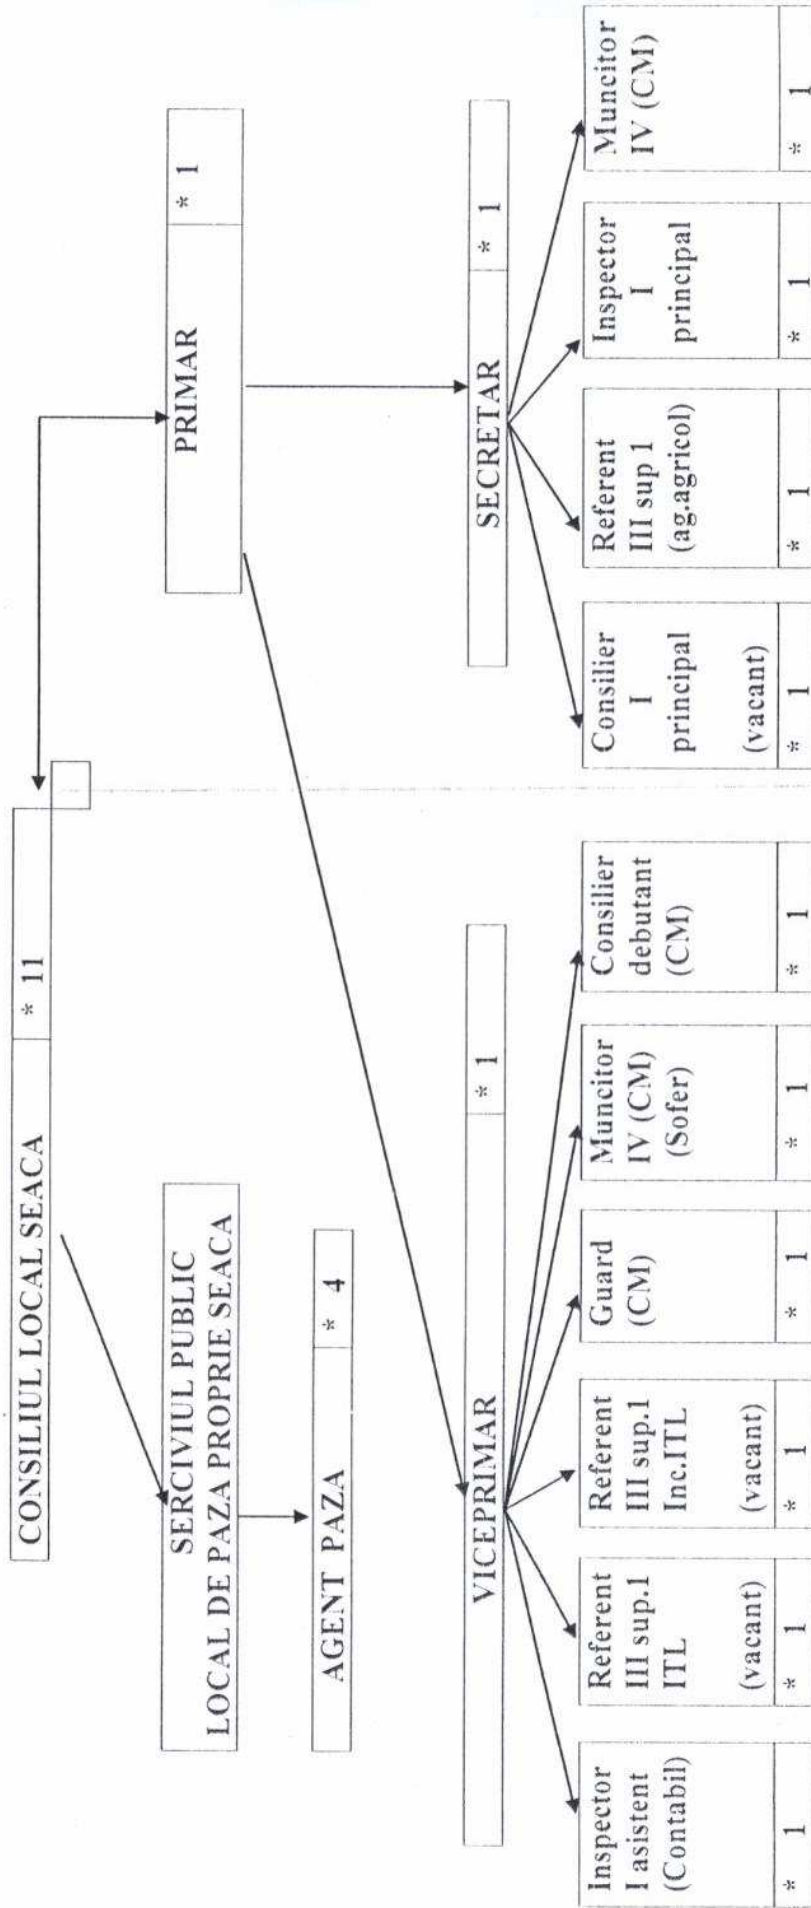 CONSILIUL LOCAL SEACA * 11
SERCIVIUL PUBLIC
LOCAL DE PAZA PROPRIE SEACA
AGENT PAZA * 4
PRIMAR * 1
VICEPRIMAR * 1
SECRETAR * 1
Inspector
I asistent
(Contabil)
* 1
Referent
III sup.1
ITL
(vacant)
* 1
Referent
III sup.1
Inc.ITL
(vacant)
* 1
Guard
(CM)
* 1
Muncitor
IV (CM)
(Sofer)
* 1
Consilier
debutant
(CM)
* 1
Consilier
I
principal
(vacant)
* 1
Referent
III sup 1
(ag.agricol)
* 1
Inspector
I
principal
* 1
Muncitor
IV (CM)
* 1